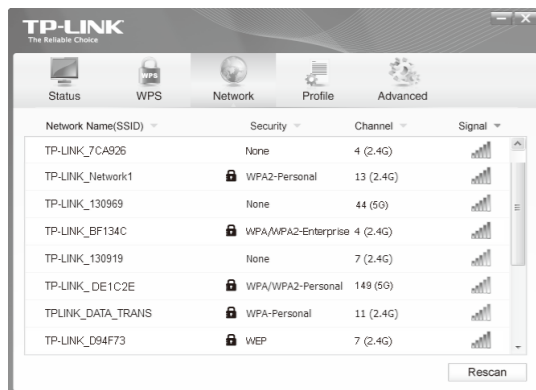 TP-LINK
The Reliable Choice
Status WPS Network Profile Advanced
Network Name(SSID) Security Channel Signal
TP-LINK_7CA926 None 4 (2.4G)
TP-LINK_Network1 WPA2-Personal 13 (2.4G)
TP-LINK_130969 None 44 (5G)
TP-LINK_BF134C WPA/WPA2-Enterprise 4 (2.4G)
TP-LINK_130919 None 7 (2.4G)
TP-LINK_DE1C2E WPA/WPA2-Personal 149 (5G)
TPLINK_DATA_TRANS WPA-Personal 11 (2.4G)
TP-LINK_D94F73 WEP 7 (2.4G)
Rescan